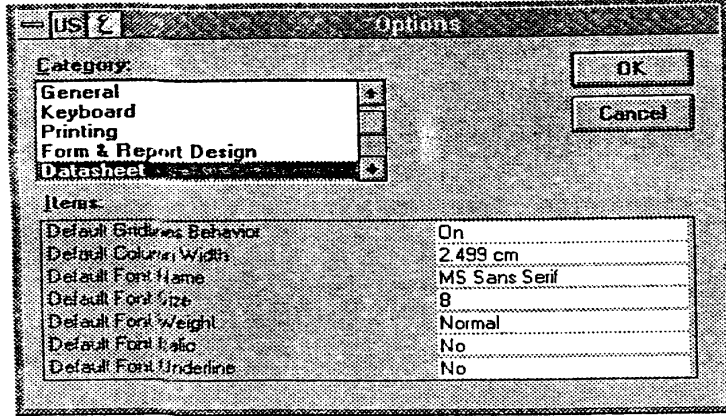 US Options
Category:
OK
General
Keyboard
Cancel
Printing
Form & Report Design
Datasheet
Items:
Default Gridlines Behavior On
Default Column Width 2.499 cm
Default Font Name MS Sans Serif
Default Font Size 8
Default Font Weight Normal
Default Font Italic No
Default Font Underline No